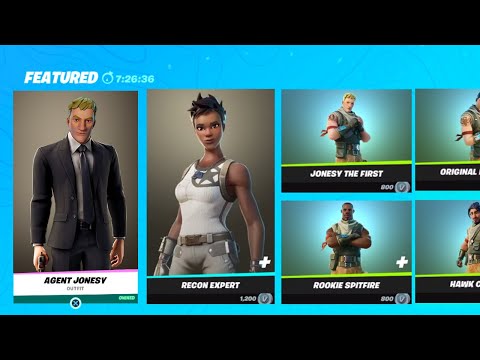 FEATURED 7:26:36
AGENT JONESY
OUTFIT
OWNED
RECON EXPERT
1,200
JONESY THE FIRST
800
ROOKIE SPITFIRE
800
ORIGINAL
HAWK